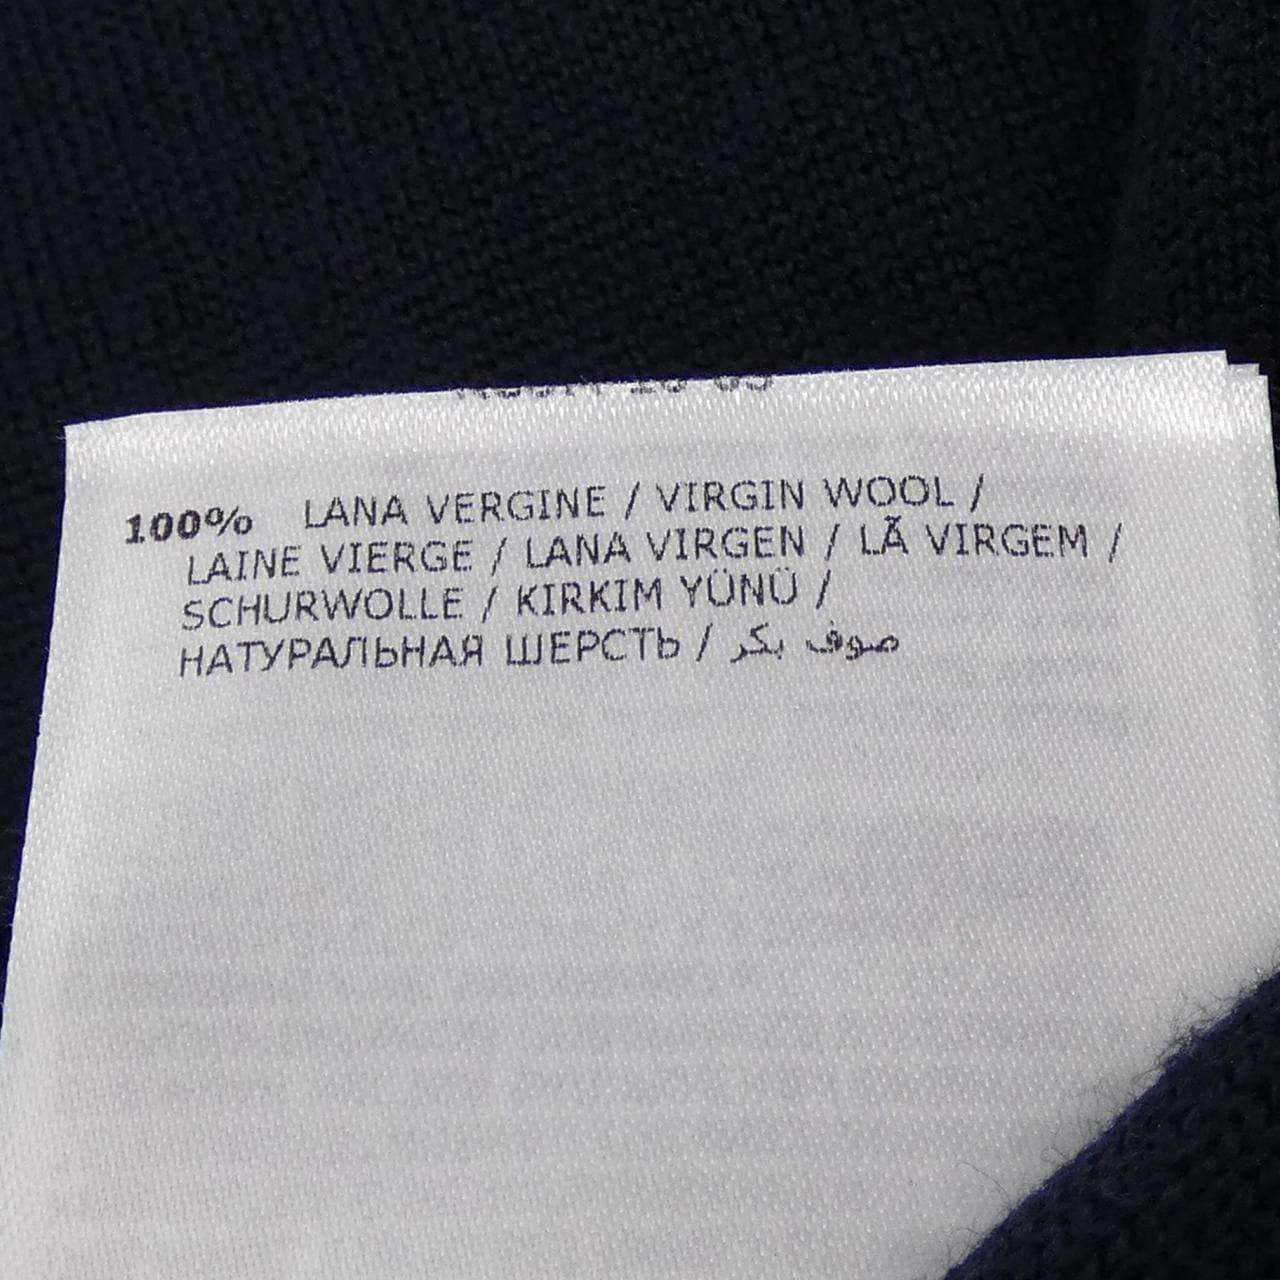 100% LANA VERGINE / VIRGIN WOOL /
LAINE VIERGE / LANA VIRGEN / LÃ VIRGEM /
SCHURWOLLE / KIRKIM YÜNÜ /
НАТУРАЛЬНАЯ ШЕРСТЬ / صوف بكر